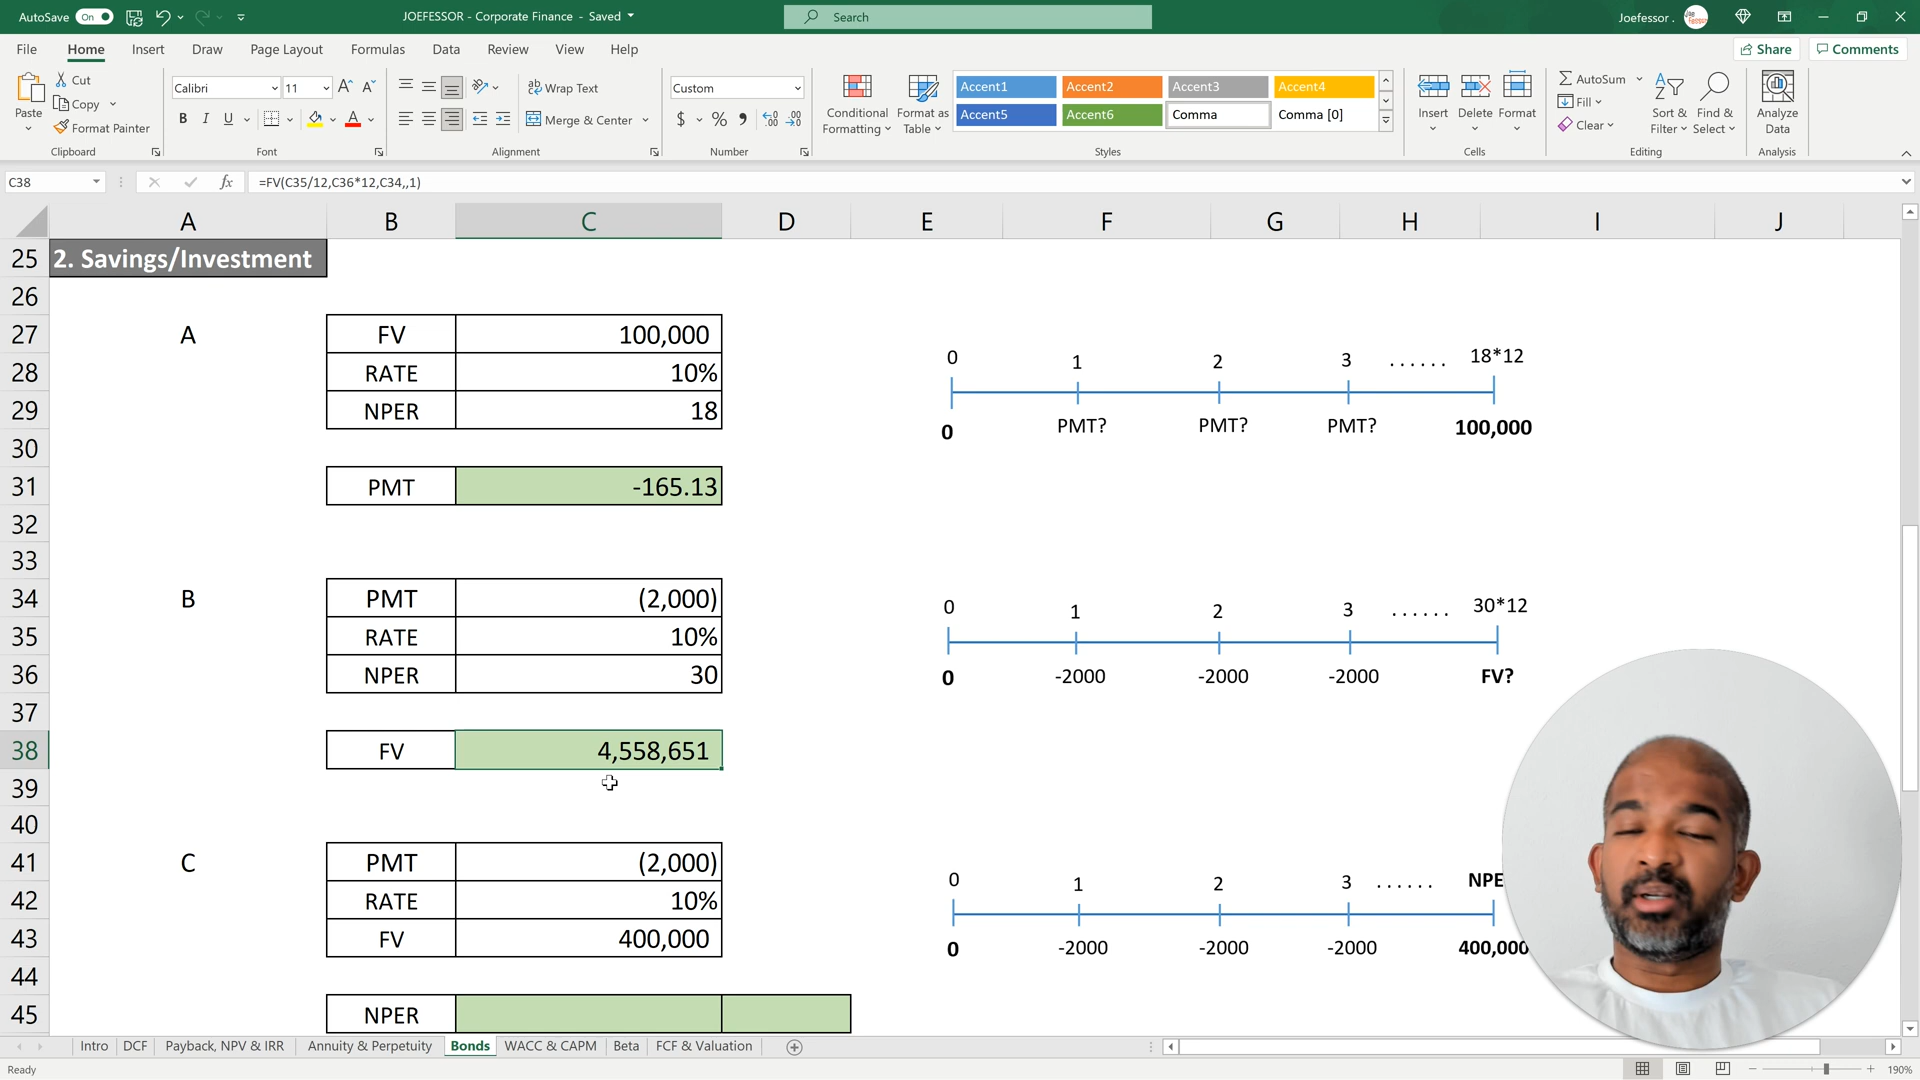 AutoSave On
JOEFESSOR - Corporate Finance - Saved
Search
Joefessor .
File Home Insert Draw Page Layout Formulas Data Review View Help
Share Comments
Paste
Cut
Copy
Format Painter
Clipboard
Calibri 11
B I U
Font
Wrap Text
Merge & Center
Alignment
Custom
$ % 9
Number
Conditional Formatting
Format as Table
Accent1 Accent2 Accent3 Accent4
Accent5 Accent6 Comma Comma [0]
Styles
Insert Delete Format
Cells
AutoSum
Fill
Clear
Sort & Filter
Find & Select
Editing
Analyze Data
Analysis
C38 fx =FV(C35/12,C36*12,C34,,1)
A B C D E F G H I J
25 2. Savings/Investment
26
27 A FV 100,000
28 RATE 10%
29 NPER 18
0 1 2 3 ...... 18*12
0 PMT? PMT? PMT? 100,000
30
31 PMT -165.13
32
33
34 B PMT (2,000)
35 RATE 10%
36 NPER 30
0 1 2 3 ...... 30*12
0 -2000 -2000 -2000 FV?
37
38 FV 4,558,651
39
40
41 C PMT (2,000)
42 RATE 10%
43 FV 400,000
0 1 2 3 ...... NPE
0 -2000 -2000 -2000 400,000
44
45 NPER
Intro DCF Payback, NPV & IRR Annuity & Perpetuity Bonds WACC & CAPM Beta FCF & Valuation
Ready
190%